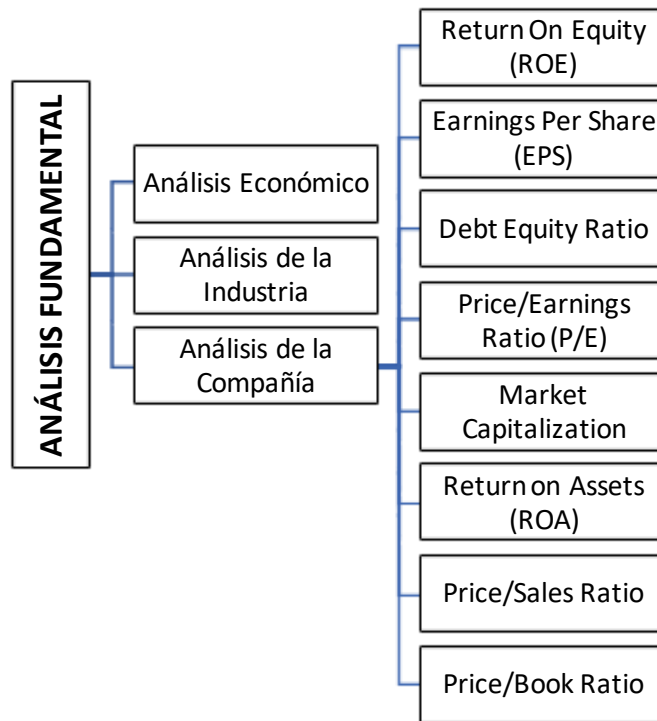 ANÁLISIS FUNDAMENTAL
Análisis Económico
Análisis de la
Industria
Análisis de la
Compañía
Return On Equity
(ROE)
Earnings Per Share
(EPS)
Debt Equity Ratio
Price/Earnings
Ratio (P/E)
Market
Capitalization
Return on Assets
(ROA)
Price/Sales Ratio
Price/Book Ratio